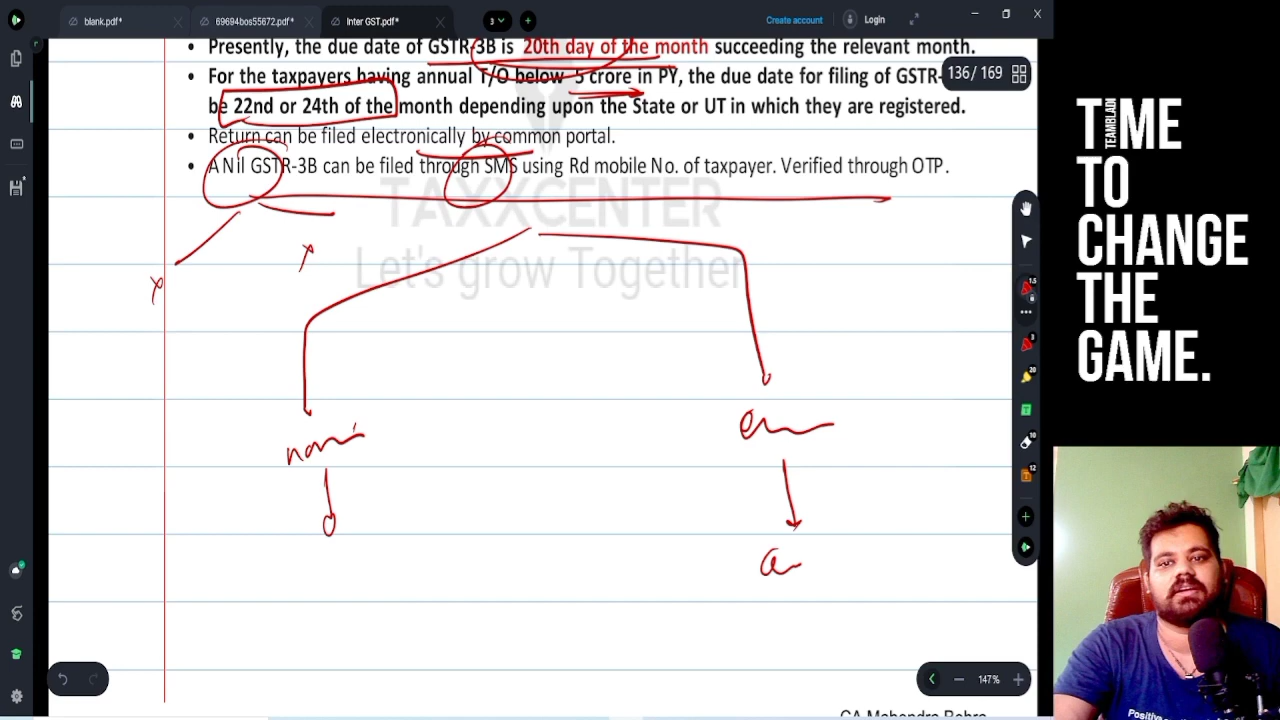 blank.pdf*
69694bos55672.pdf*
Inter GST.pdf*
3
Create account
Login
• Presently, the due date of GSTR-3B is 20th day of the month succeeding the relevant month.
• For the taxpayers having annual T/O below 5 crore in PY, the due date for filing of GSTR-
be 22nd or 24th of the month depending upon the State or UT in which they are registered.
• Return can be filed electronically by common portal.
• A Nil GSTR-3B can be filed through SMS using Rd mobile No. of taxpayer. Verified through OTP.
136 / 169
TAXXCENTER
Let's grow Together
147%
CA Mahendra
TIME
TEAMBLADN
TO
CHANGE
THE
GAME.
Positive